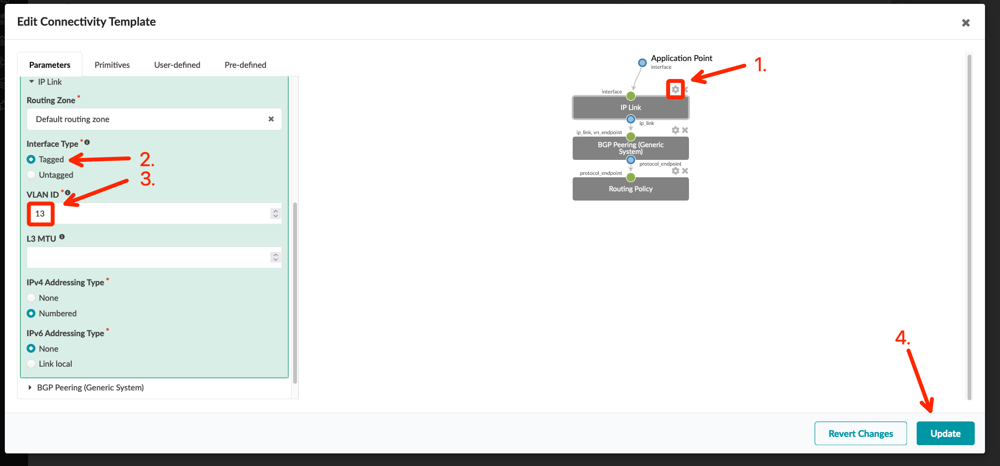 Edit Connectivity Template
Parameters
Primitives
User-defined
Pre-defined
IP Link
Routing Zone *
Default routing zone
Interface Type *
Tagged
Untagged
VLAN ID *
13
L3 MTU
IPv4 Addressing Type *
None
Numbered
IPv6 Addressing Type *
None
Link local
BGP Peering (Generic System)
2.
3.
Application Point
interface
1.
interface
IP Link
ip_link
ip_link, vn_endpoint
BGP Peering (Generic
System)
protocol_endpoint
protocol_endpoint
Routing Policy
4.
Revert Changes
Update